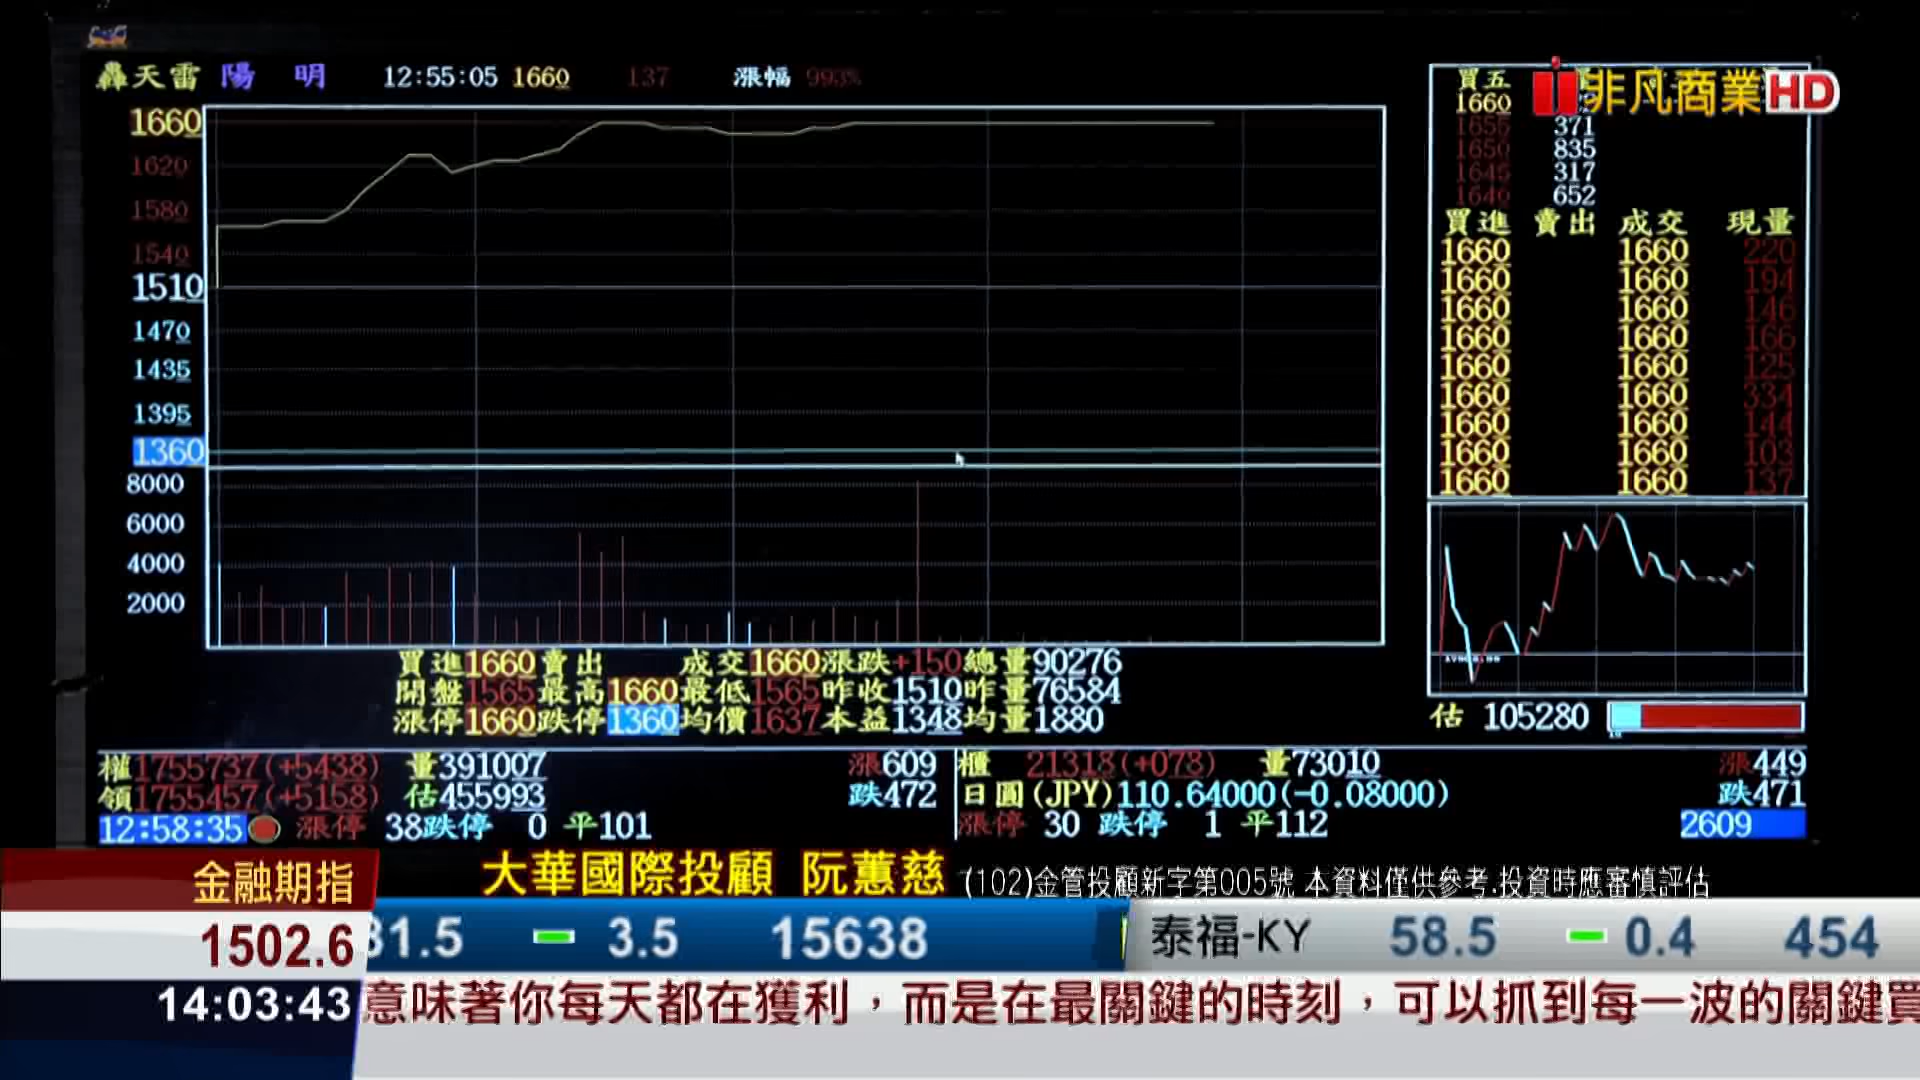 轟天雷 陽 明 12:55:05 1660 137 漲幅 993%
1660
1620
1580
1540
1510
1470
1435
1395
1360
8000
6000
4000
2000
買五
1660
1655 371
1650 835
1645 317
1640 652
非凡商業HD
買進 賣出 成交 現量
1660 1660 220
1660 1660 194
1660 1660 146
1660 1660 166
1660 1660 125
1660 1660 334
1660 1660 144
1660 1660 103
1660 1660 137
買進1660賣出 成交1660漲跌+150總量90276
開盤1565最高1660最低1565昨收1510昨量76584
漲停1660跌停1360均價1637本益1348均量1880
估 105280
權1755737(+5438) 量391007 漲609
領1755457(+5158) 估455993 跌472
12:58:35 漲停 38跌停 0 平101
櫃 21318(+078) 量73010 漲449
日圓(JPY)110.64000(-0.08000) 跌471
漲停 30 跌停 1 平112 2609
大華國際投顧 阮蕙慈 (102)金管投顧新字第005號 本資料僅供參考.投資時應審慎評估
金融期指
1502.6
31.5 3.5 15638 泰福-KY 58.5 0.4 454
14:03:43
意味著你每天都在獲利，而是在最關鍵的時刻，可以抓到每一波的關鍵買